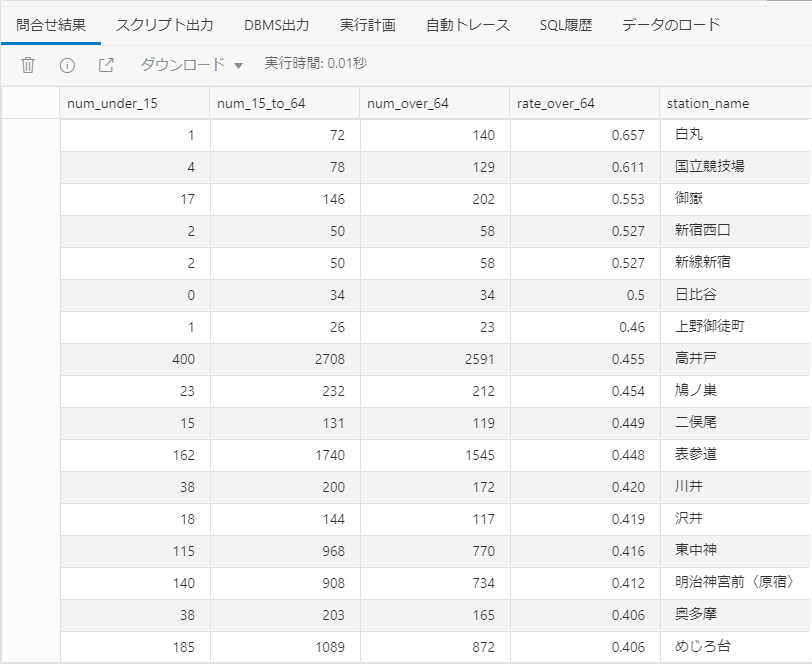 問合せ結果 スクリプト出力 DBMS出力 実行計画 自動トレース SQL履歴 データのロード
ダウンロード 実行時間: 0.01秒
num_under_15 num_15_to_64 num_over_64 rate_over_64 station_name
1 72 140 0.657 白丸
4 78 129 0.611 国立競技場
17 146 202 0.553 御嶽
2 50 58 0.527 新宿西口
2 50 58 0.527 新線新宿
0 34 34 0.5 日比谷
1 26 23 0.46 上野御徒町
400 2708 2591 0.455 高井戸
23 232 212 0.454 鳩ノ巣
15 131 119 0.449 二俣尾
162 1740 1545 0.448 表参道
38 200 172 0.420 川井
18 144 117 0.419 沢井
115 968 770 0.416 東中神
140 908 734 0.412 明治神宮前〈原宿〉
38 203 165 0.406 奥多摩
185 1089 872 0.406 めじろ台